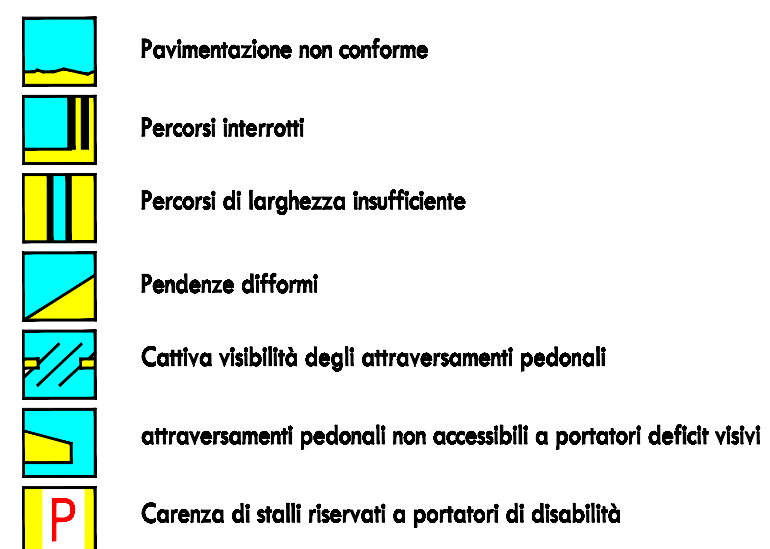 Pavimentazione non conforme
Percorsi interrotti
Percorsi di larghezza insufficiente
Pendenze difformi
Cattiva visibilità degli attraversamenti pedonali
attraversamenti pedonali non accessibili a portatori deficit visivi
P Carenza di stalli riservati a portatori di disabilità